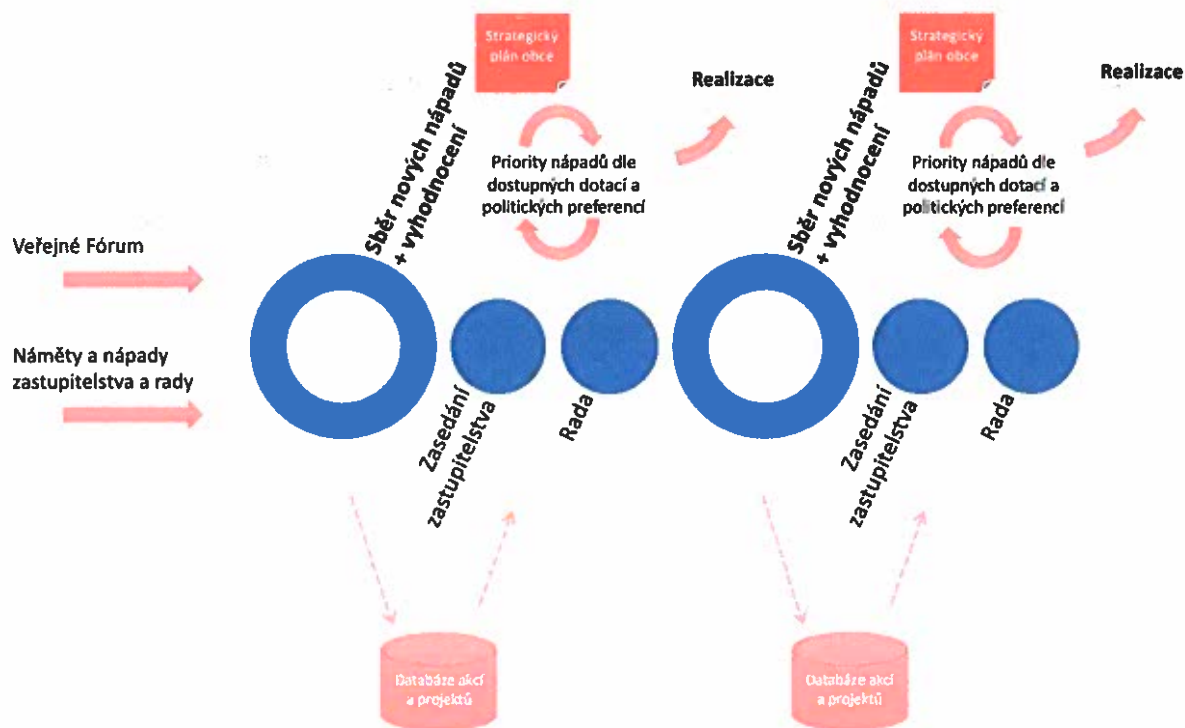 Strategický
plán obce
Realizace
Sběr nových nápadů
+ vyhodnocení
Priority nápadů dle
dostupných dotací a
politických preferencí
Veřejné Fórum
Náměty a nápady
zastupitelstva a rady
Zasedání
zastupitelstva
Rada
Databáze akcí
a projektů
Strategický
plán obce
Realizace
Sběr nových nápadů
+ vyhodnocení
Priority nápadů dle
dostupných dotací a
politických preferencí
Zasedání
zastupitelstva
Rada
Databáze akcí
a projektů